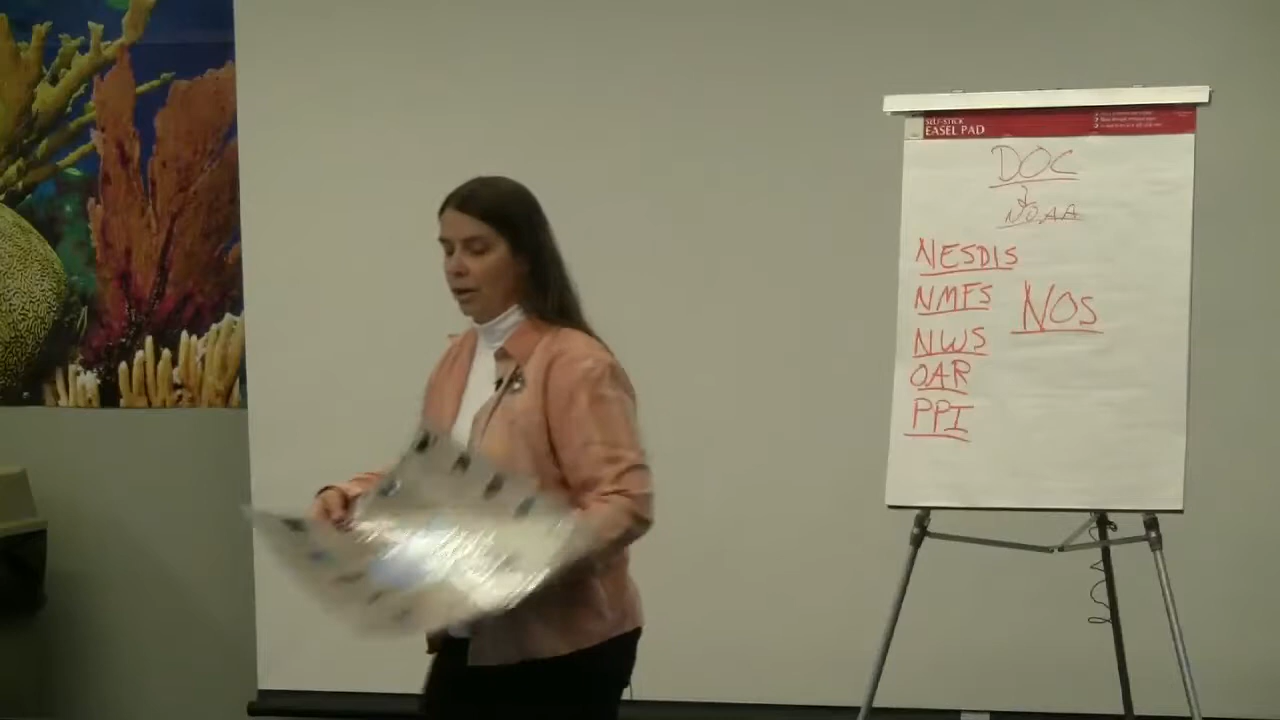 SELF-STICK
EASEL PAD
DOC
NOAA
NESDIS
NMFS
NOS
NWS
OAR
PPI